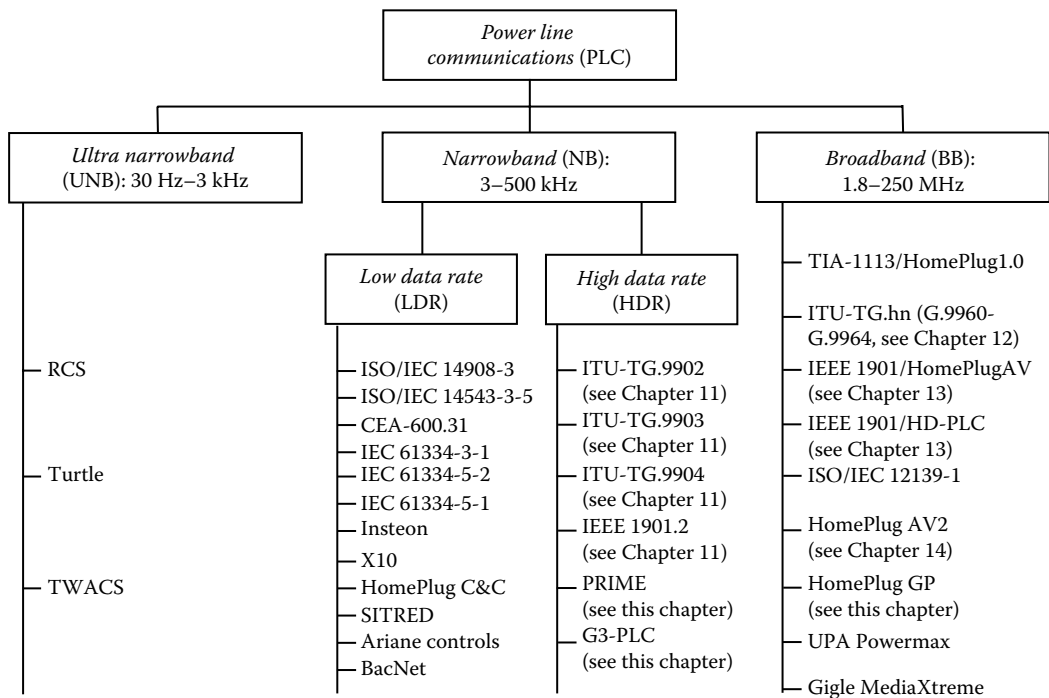 Power line
communications (PLC)
Ultra narrowband
(UNB): 30 Hz–3 kHz
Narrowband (NB):
3–500 kHz
Broadband (BB):
1.8–250 MHz
RCS
Turtle
TWACS
Low data rate
(LDR)
ISO/IEC 14908-3
ISO/IEC 14543-3-5
CEA-600.31
IEC 61334-3-1
IEC 61334-5-2
IEC 61334-5-1
Insteon
X10
HomePlug C&C
SITRED
Ariane controls
BacNet
High data rate
(HDR)
ITU-TG.9902
(see Chapter 11)
ITU-TG.9903
(see Chapter 11)
ITU-TG.9904
(see Chapter 11)
IEEE 1901.2
(see Chapter 11)
PRIME
(see this chapter)
G3-PLC
(see this chapter)
TIA-1113/HomePlug1.0
ITU-TG.hn (G.9960-
G.9964, see Chapter 12)
IEEE 1901/HomePlugAV
(see Chapter 13)
IEEE 1901/HD-PLC
(see Chapter 13)
ISO/IEC 12139-1
HomePlug AV2
(see Chapter 14)
HomePlug GP
(see this chapter)
UPA Powermax
Gigle MediaXtreme